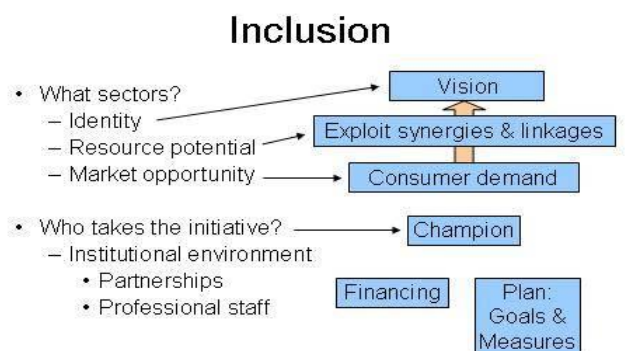 Inclusion
• What sectors?
– Identity
– Resource potential
– Market opportunity
Vision
Exploit synergies & linkages
Consumer demand
• Who takes the initiative?
Champion
– Institutional environment
• Partnerships
• Professional staff
Financing
Plan:
Goals &
Measures